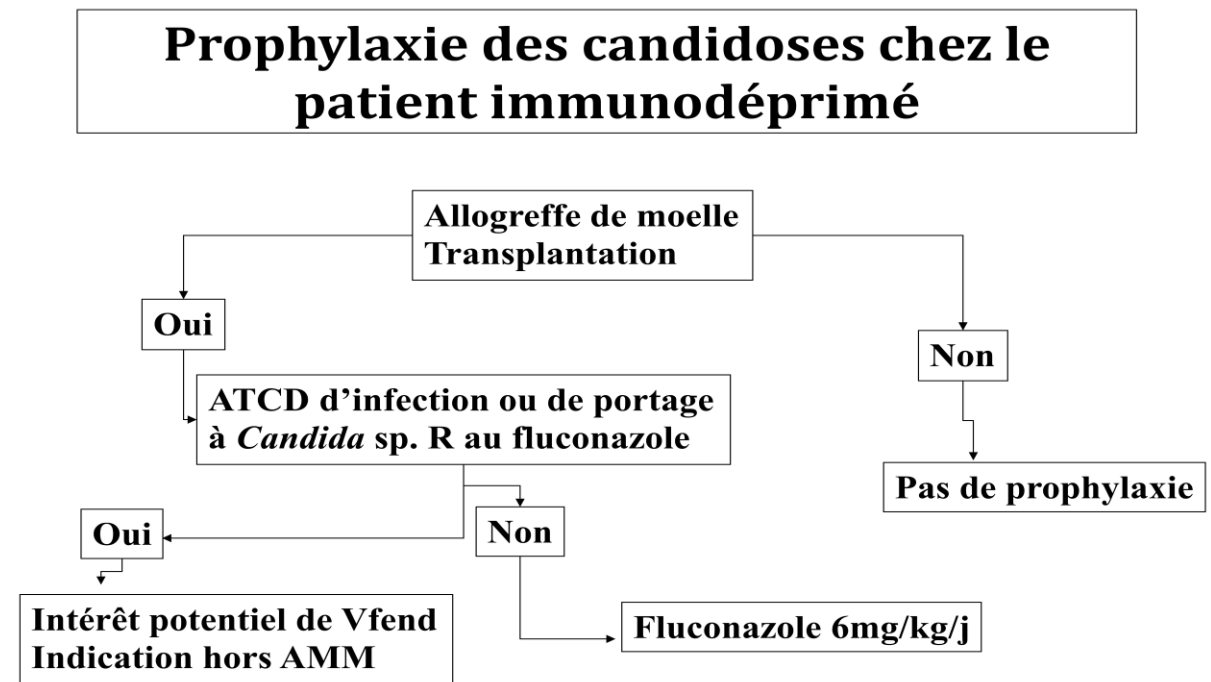 Prophylaxie des candidoses chez le
patient immunodéprimé
Allogreffe de moelle
Transplantation
Oui
Non
ATCD d’infection ou de portage
à Candida sp. R au fluconazole
Pas de prophylaxie
Oui
Non
Intérêt potentiel de Vfend
Indication hors AMM
Fluconazole 6mg/kg/j